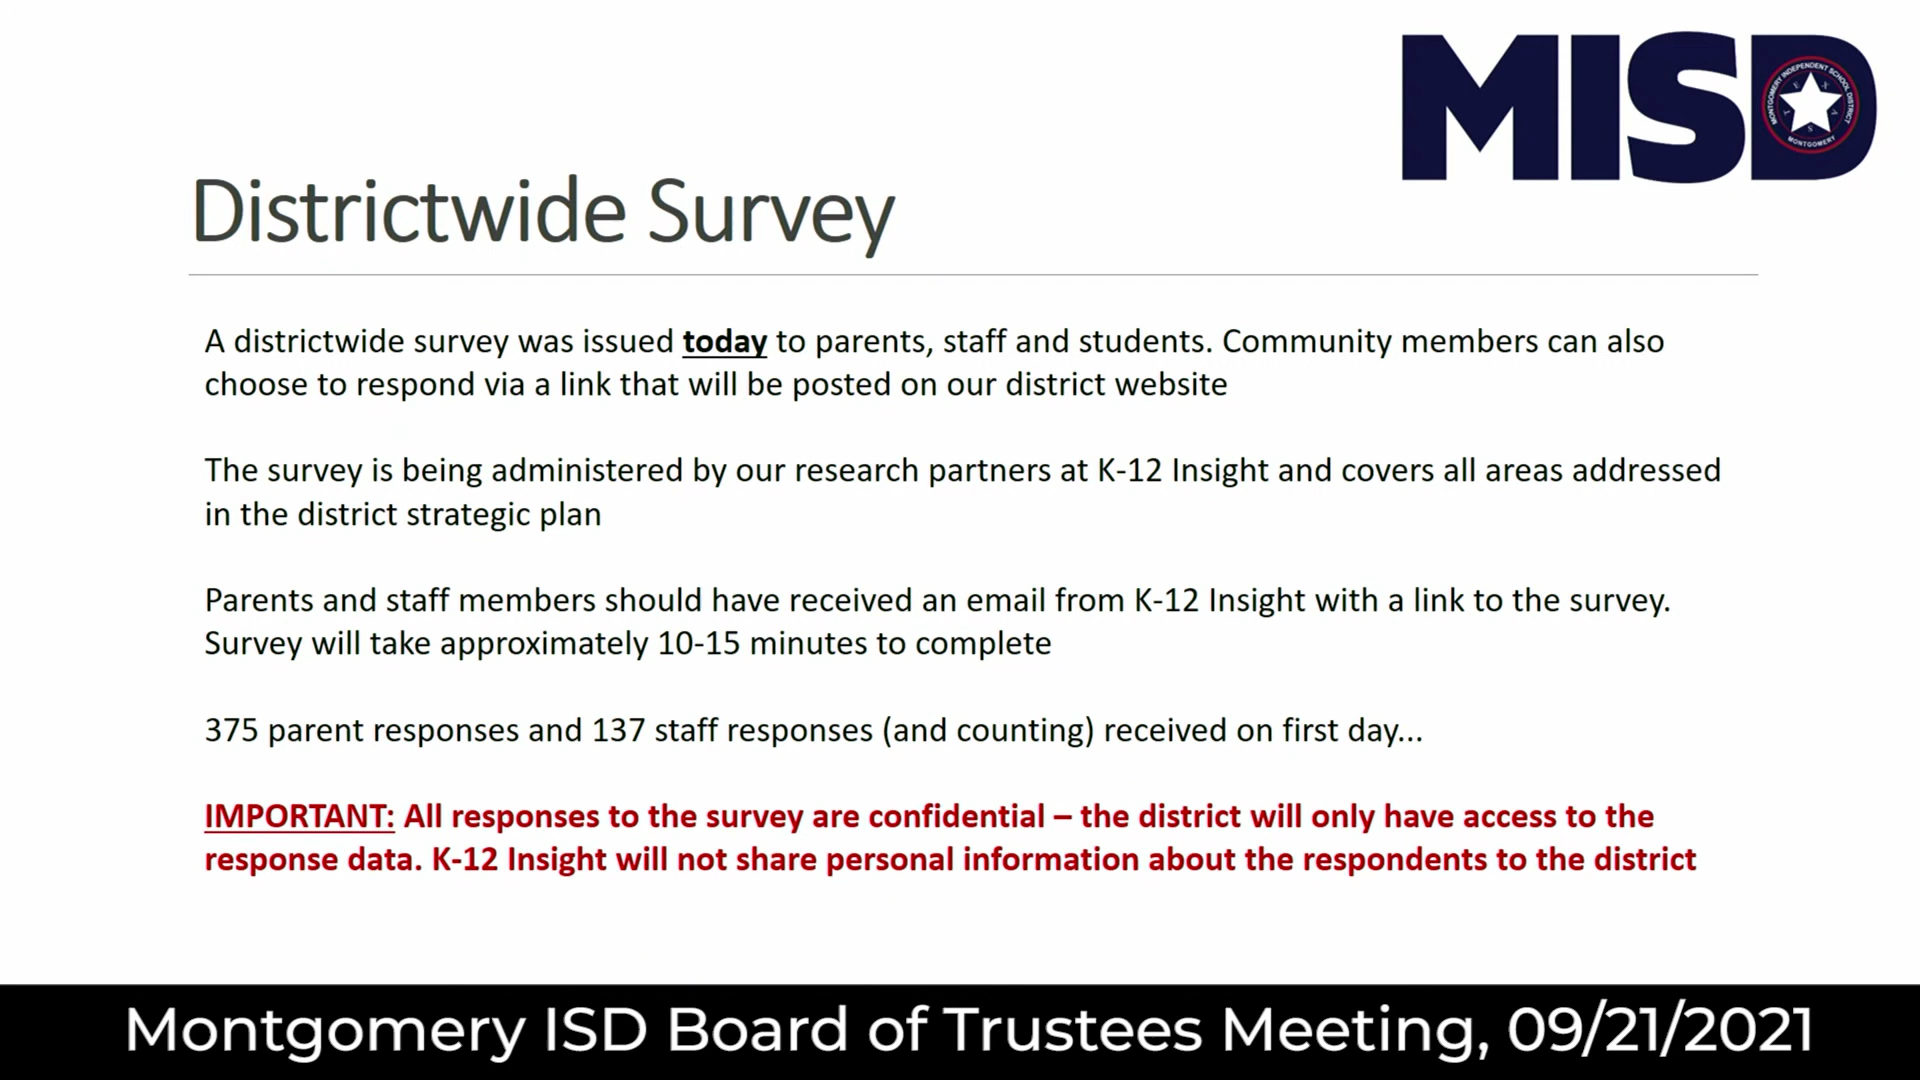 MISD
MONTGOMERY INDEPENDENT SCHOOL DISTRICT
TEXAS
MONTGOMERY
Districtwide Survey
A districtwide survey was issued today to parents, staff and students. Community members can also
choose to respond via a link that will be posted on our district website
The survey is being administered by our research partners at K-12 Insight and covers all areas addressed
in the district strategic plan
Parents and staff members should have received an email from K-12 Insight with a link to the survey.
Survey will take approximately 10-15 minutes to complete
375 parent responses and 137 staff responses (and counting) received on first day...
IMPORTANT: All responses to the survey are confidential – the district will only have access to the
response data. K-12 Insight will not share personal information about the respondents to the district
Montgomery ISD Board of Trustees Meeting, 09/21/2021